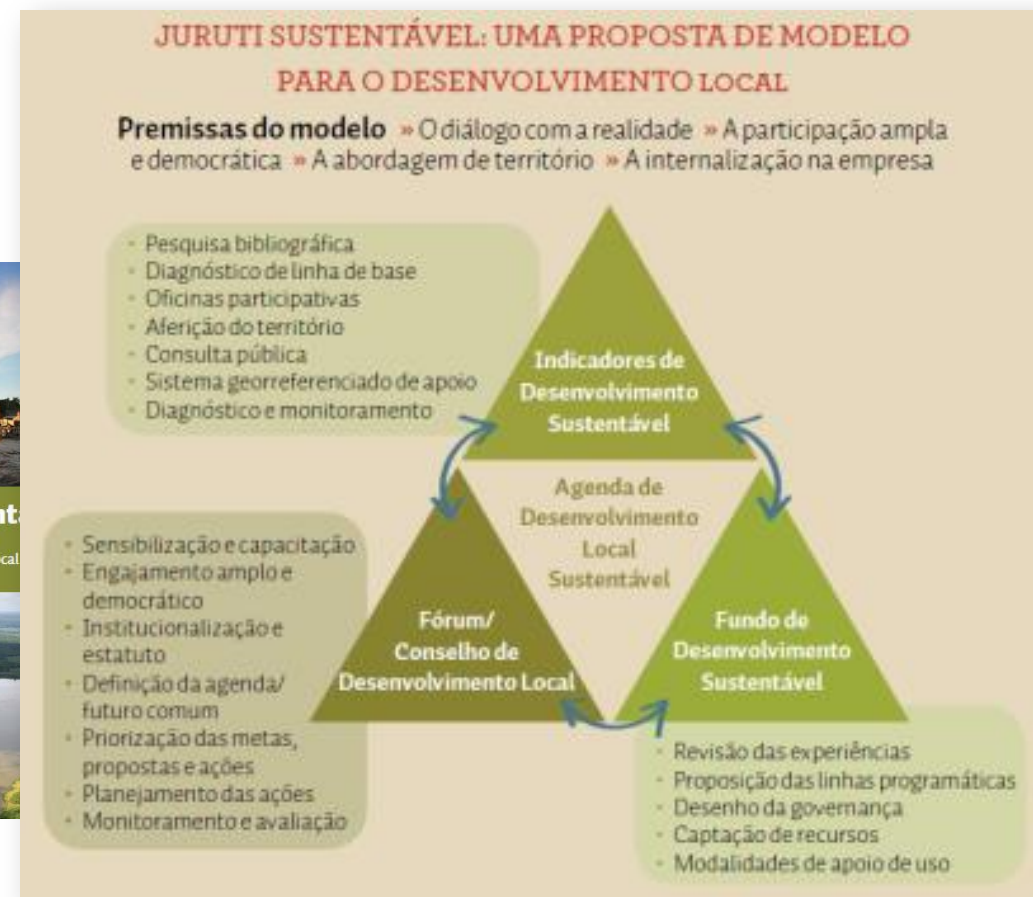 JURUTI SUSTENTÁVEL: UMA PROPOSTA DE MODELO
PARA O DESENVOLVIMENTO LOCAL
Premissas do modelo » O diálogo com a realidade » A participação ampla
e democrática » A abordagem de território » A internalização na empresa
• Pesquisa bibliográfica
• Diagnóstico de linha de base
• Oficinas participativas
• Aferição do território
• Consulta pública
• Sistema georreferenciado de apoio
• Diagnóstico e monitoramento
Indicadores de
Desenvolvimento
Sustentável
Agenda de
Desenvolvimento
Local
Sustentável
• Sensibilização e capacitação
• Engajamento amplo e
democrático
• Institucionalização e
estatuto
• Definição da agenda/
futuro comum
• Priorização das metas,
propostas e ações
• Planejamento das ações
• Monitoramento e avaliação
Fórum/
Conselho de
Desenvolvimento Local
Fundo de
Desenvolvimento
Sustentável
• Revisão das experiências
• Proposição das linhas programáticas
• Desenho da governança
• Captação de recursos
• Modalidades de apoio de uso